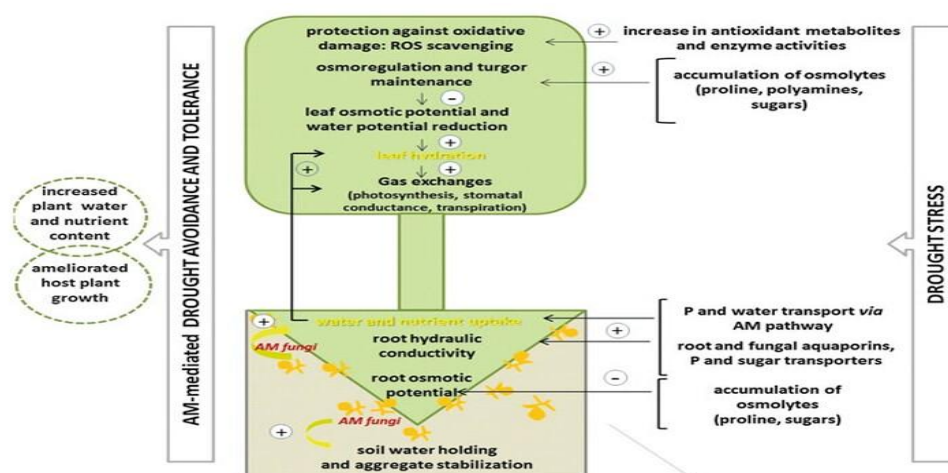 AM-mediated DROUGHT AVOIDANCE AND TOLERANCE
increased
plant water
and nutrient
content
ameliorated
host plant
growth
protection against oxidative
damage: ROS scavenging
osmoregulation and turgor
maintenance
-
leaf osmotic potential and
water potential reduction
+
leaf hydration
+
+
Gas exchanges
(photosynthesis, stomatal
conductance, transpiration)
+
increase in antioxidant metabolites
and enzyme activities
+
accumulation of osmolytes
(proline, polyamines,
sugars)
DROUGHT STRESS
+
water and nutrient uptake
AM fungi
root hydraulic
conductivity
root osmotic
potential
AM fungi
+
soil water holding
and aggregate stabilization
P and water transport via
AM pathway
+
root and fungal aquaporins,
P and sugar transporters
-
accumulation of
osmolytes
(proline, sugars)